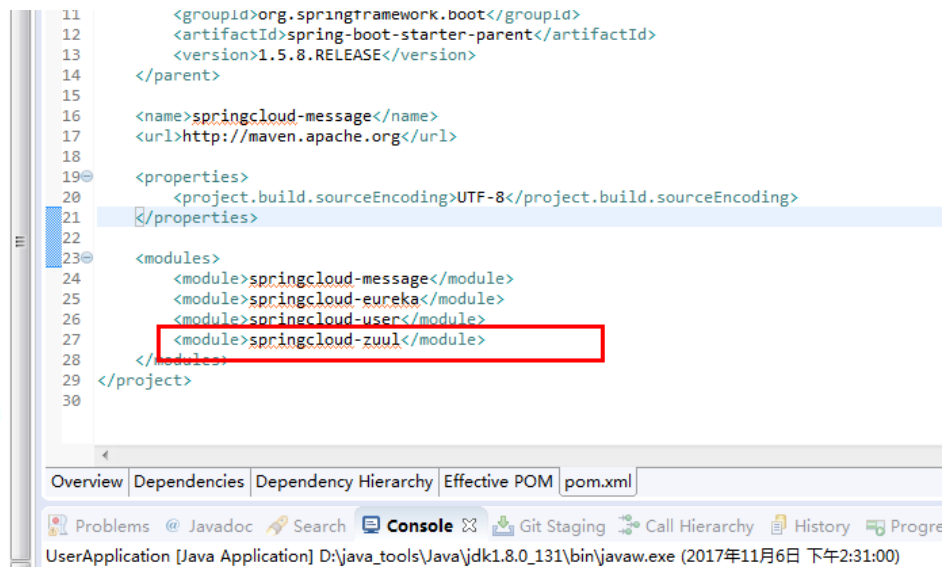 11 <groupId>org.springframework.boot</groupId>
12 <artifactId>spring-boot-starter-parent</artifactId>
13 <version>1.5.8.RELEASE</version>
14 </parent>
15
16 <name>springcloud-message</name>
17 <url>http://maven.apache.org</url>
18
19 <properties>
20 <project.build.sourceEncoding>UTF-8</project.build.sourceEncoding>
21 </properties>
22
23 <modules>
24 <module>springcloud-message</module>
25 <module>springcloud-eureka</module>
26 <module>springcloud-user</module>
27 <module>springcloud-zuul</module>
28 </modules>
29 </project>
30
Overview Dependencies Dependency Hierarchy Effective POM pom.xml
Problems @ Javadoc Search Console Git Staging Call Hierarchy History Progre
UserApplication [Java Application] D:\java_tools\Java\jdk1.8.0_131\bin\javaw.exe (2017年11月6日 下午2:31:00)